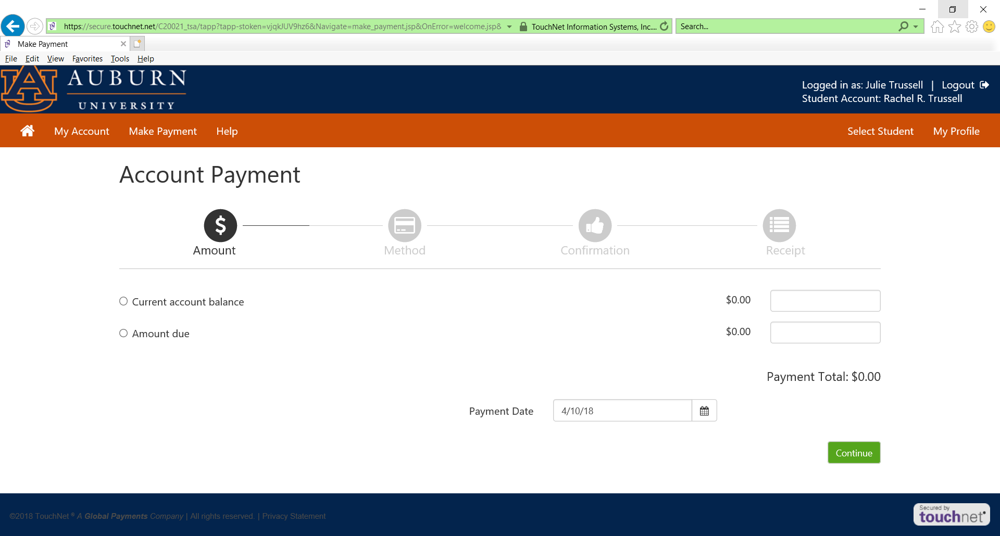 https://secure.touchnet.net/C20021_tsa/tapp?tapp-stoken=vjqkJUV9hz6&Navigate=make_payment.jsp&OnError=welcome.jsp&
TouchNet Information Systems, Inc....
Search...
Make Payment
File Edit View Favorites Tools Help
AUBURN
UNIVERSITY
Logged in as: Julie Trussell | Logout
Student Account: Rachel R. Trussell
My Account Make Payment Help Select Student My Profile
Account Payment
$
Amount Method Confirmation Receipt
Current account balance $0.00
Amount due $0.00
Payment Total: $0.00
Payment Date 4/10/18
Continue
©2018 TouchNet ® A Global Payments Company | All rights reserved. | Privacy Statement
Secured by
touchnet